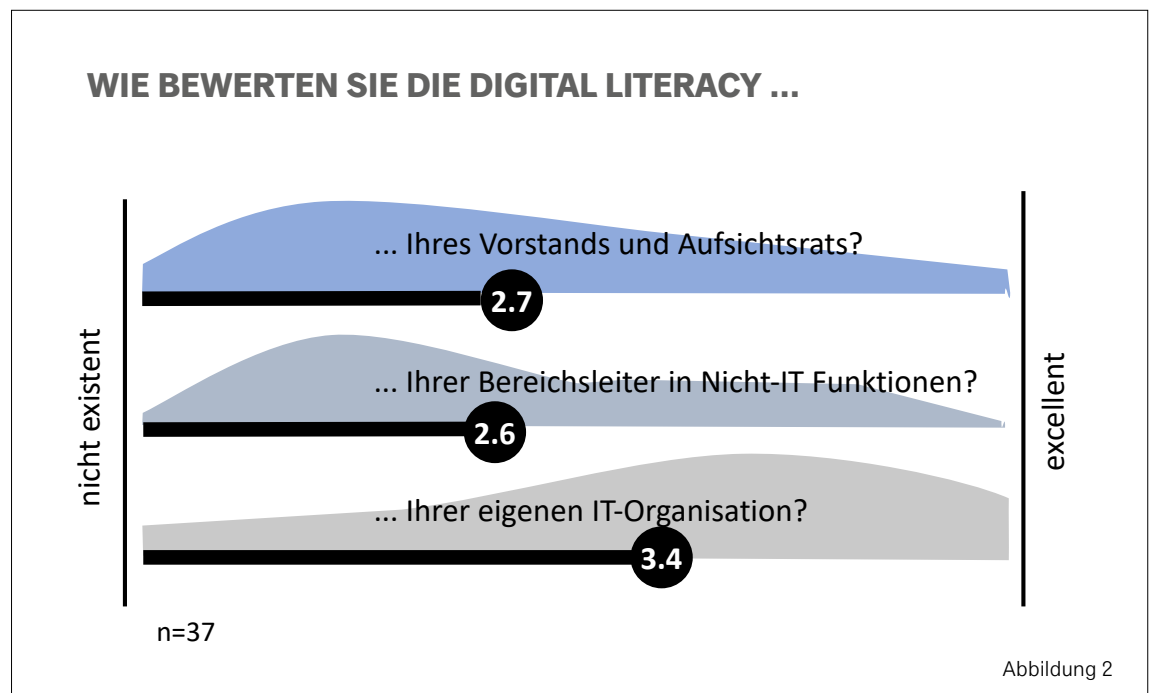 WIE BEWERTEN SIE DIE DIGITAL LITERACY ...
nicht existent
... Ihres Vorstands und Aufsichtsrats?
2.7
... Ihrer Bereichsleiter in Nicht-IT Funktionen?
2.6
... Ihrer eigenen IT-Organisation?
3.4
excellent
n=37
Abbildung 2